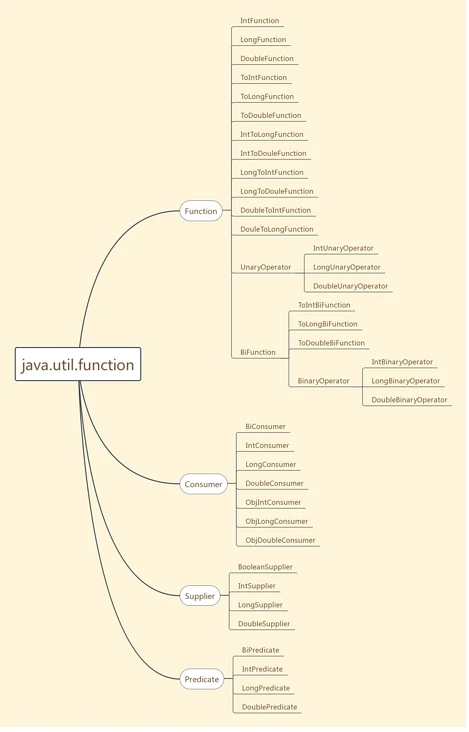 java.util.function
Function
IntFunction
LongFunction
DoubleFunction
ToIntFunction
ToLongFunction
ToDoubleFunction
IntToLongFunction
IntToDouleFunction
LongToIntFunction
LongToDouleFunction
DoubleToIntFunction
DouleToLongFunction
UnaryOperator
IntUnaryOperator
LongUnaryOperator
DoubleUnaryOperator
BiFunction
ToIntBiFunction
ToLongBiFunction
ToDoubleBiFunction
BinaryOperator
IntBinaryOperator
LongBinaryOperator
DoubleBinaryOperator
Consumer
BiConsumer
IntConsumer
LongConsumer
DoubleConsumer
ObjIntConsumer
ObjLongConsumer
ObjDoubleConsumer
Supplier
BooleanSupplier
IntSupplier
LongSupplier
DoubleSupplier
Predicate
BiPredicate
IntPredicate
LongPredicate
DoublePredicate